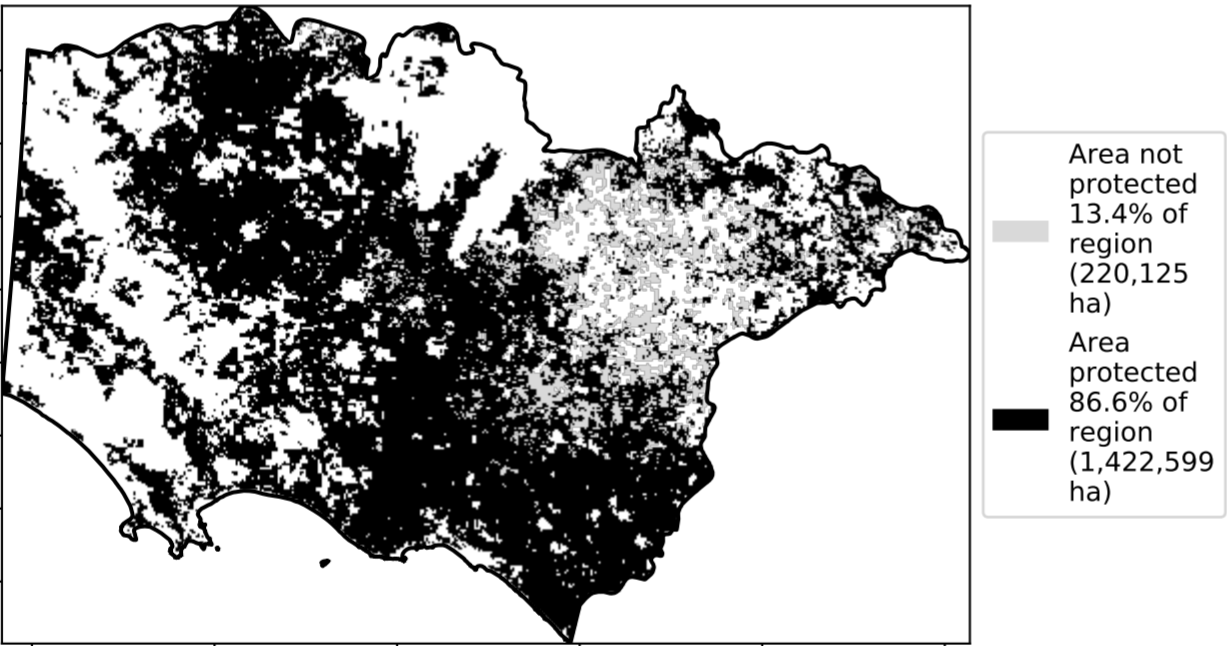 Area not
protected
13.4% of
region
(220,125
ha)
Area
protected
86.6% of
region
(1,422,599
ha)